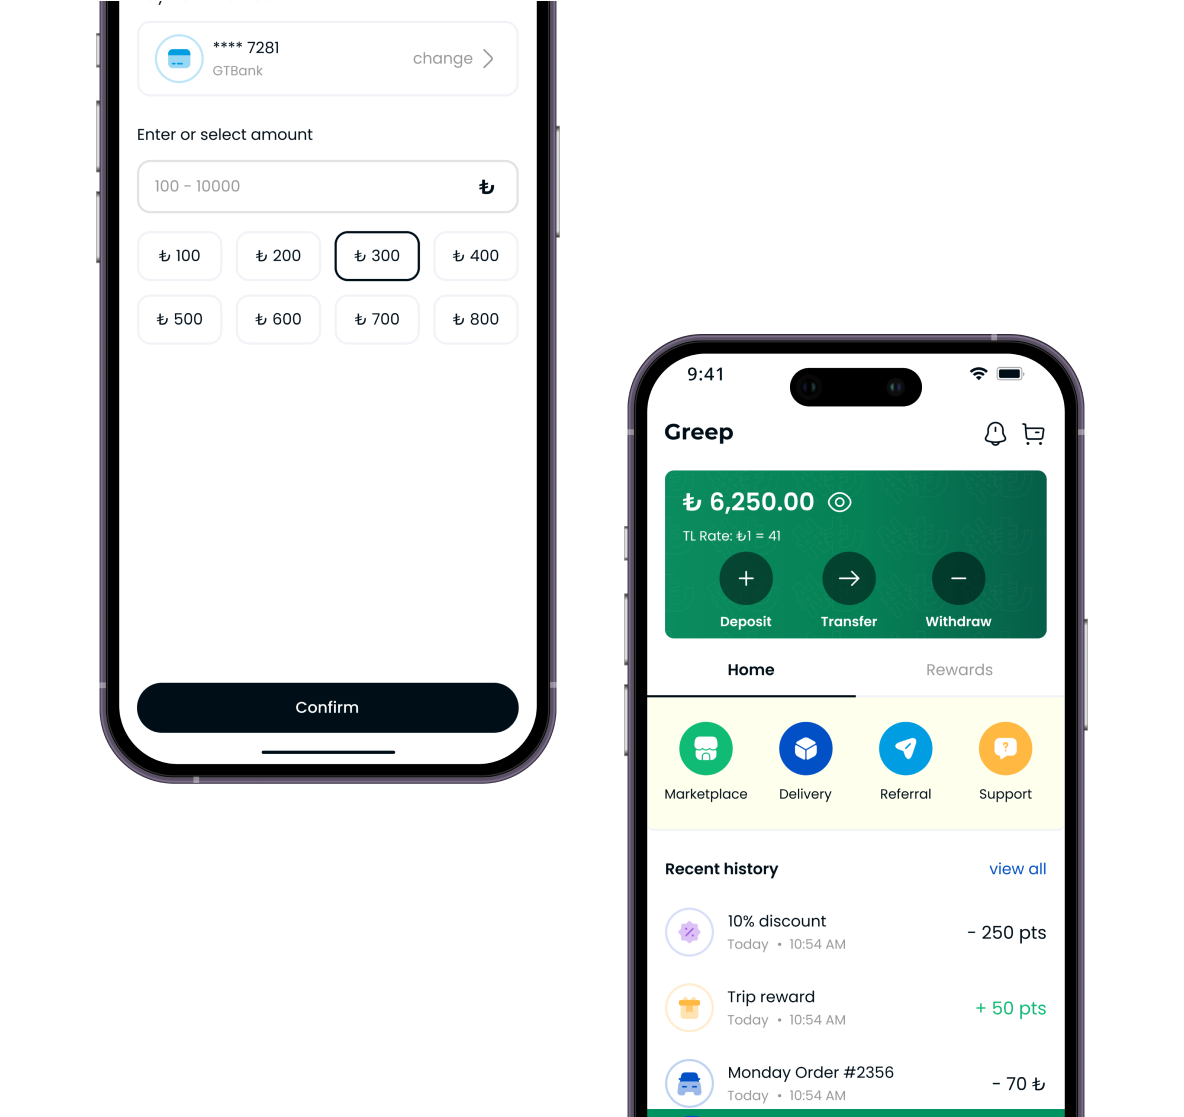 **** 7281
GTBank
change
Enter or select amount
100 - 10000
₺
₺ 100
₺ 200
₺ 300
₺ 400
₺ 500
₺ 600
₺ 700
₺ 800
Confirm
9:41
Greep
₺ 6,250.00
TL Rate: ₺1 = 41
Deposit
Transfer
Withdraw
Home
Rewards
Marketplace
Delivery
Referral
Support
Recent history
view all
10% discount
Today • 10:54 AM
- 250 pts
Trip reward
Today • 10:54 AM
+ 50 pts
Monday Order #2356
Today • 10:54 AM
- 70 ₺